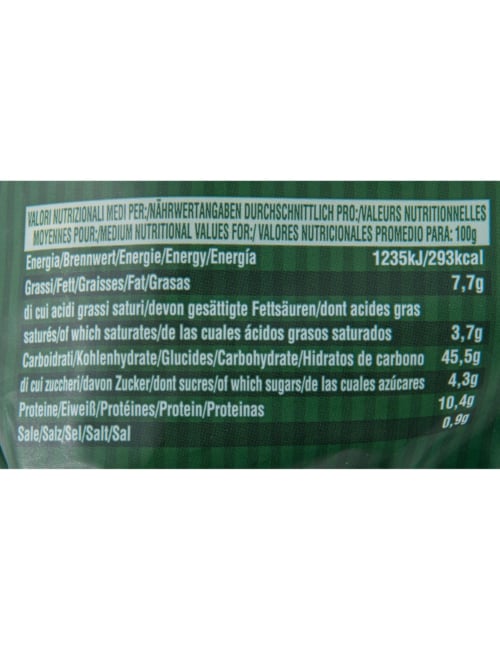 VALORI NUTRIZIONALI MEDI PER:/NÄHRWERTANGABEN DURCHSCHNITTLICH PRO:/VALEURS NUTRITIONNELLES
MOYENNES POUR:/MEDIUM NUTRITIONAL VALUES FOR:/ VALORES NUTRICIONALES PROMEDIO PARA: 100g
Energia/Brennwert/Energie/Energy/Energía 1235kJ/293kcal
Grassi/Fett/Graisses/Fat/Grasas 7,7g
di cui acidi grassi saturi/devon gesättigte Fettsäuren/dont acides gras
saturés/of which saturates/de las cuales ácidos grasos saturados 3,7g
Carboidrati/Kohlenhydrate/Glucides/Carbohydrate/Hidratos de carbono 45,5g
di cui zuccheri/davon Zucker/dont sucres/of which sugars/de las cuales azúcares 4,3g
Proteine/Eiweiß/Protéines/Protein/Proteinas 10,4g
Sale/Salz/Sel/Salt/Sal 0,9g